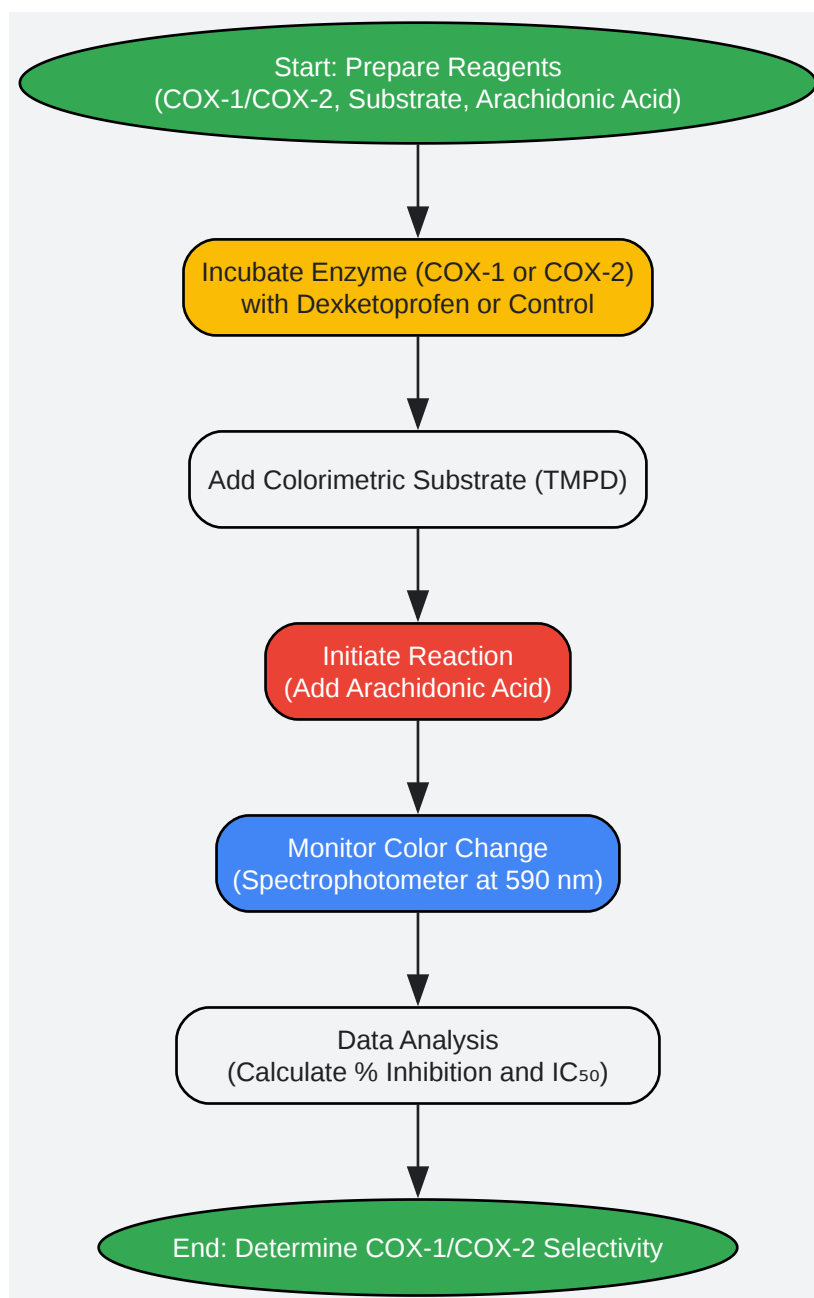 Start: Prepare Reagents
(COX-1/COX-2, Substrate, Arachidonic Acid)
Incubate Enzyme (COX-1 or COX-2)
with Dexketoprofen or Control
Add Colorimetric Substrate (TMPD)
Initiate Reaction
(Add Arachidonic Acid)
Monitor Color Change
(Spectrophotometer at 590 nm)
Data Analysis
(Calculate % Inhibition and IC₅₀)
End: Determine COX-1/COX-2 Selectivity